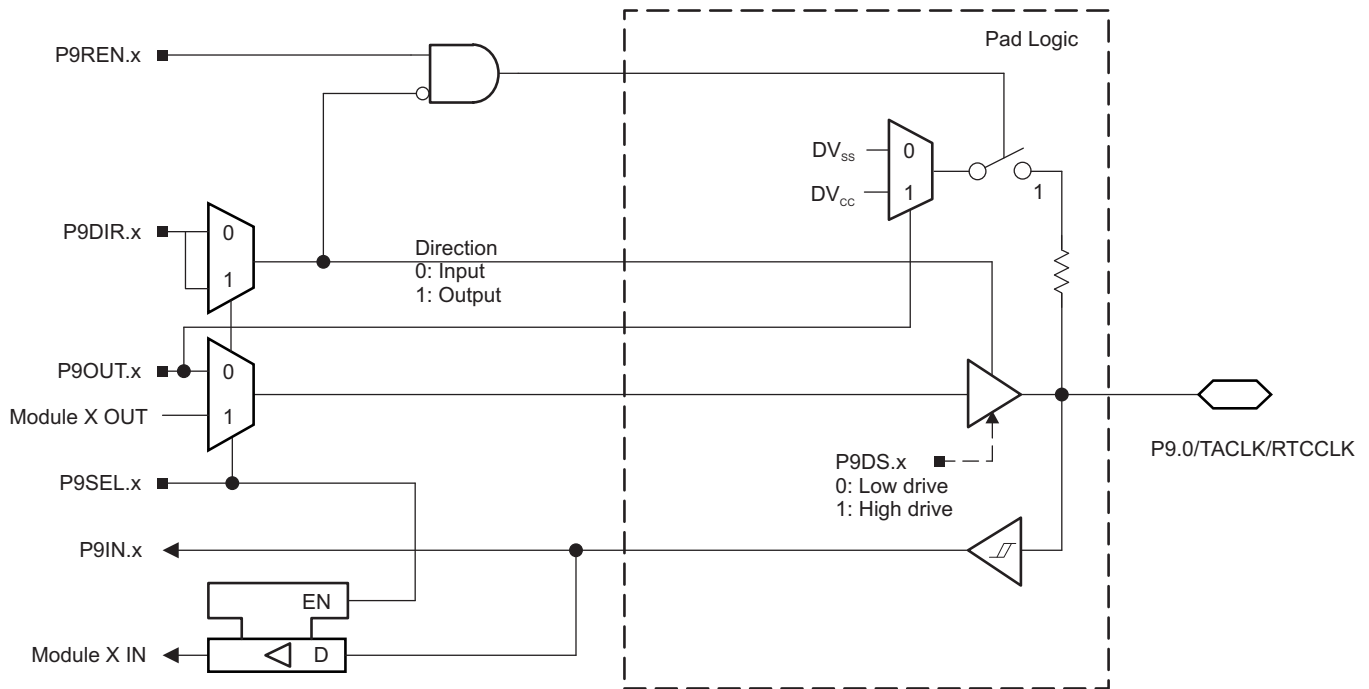 Pad Logic
P9REN.x
DVSS
0
DVCC
1
1
P9DIR.x
0
1
Direction
0: Input
1: Output
P9OUT.x
0
Module X OUT
1
P9.0/TACLK/RTCCLK
P9DS.x
0: Low drive
1: High drive
P9SEL.x
P9IN.x
EN
Module X IN
D